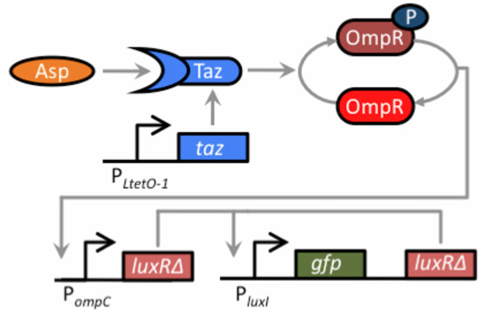 P
OmpR
Asp
Taz
OmpR
taz
PLtetO-1
luxRΔ
gfp
luxRΔ
PompC
PluxI